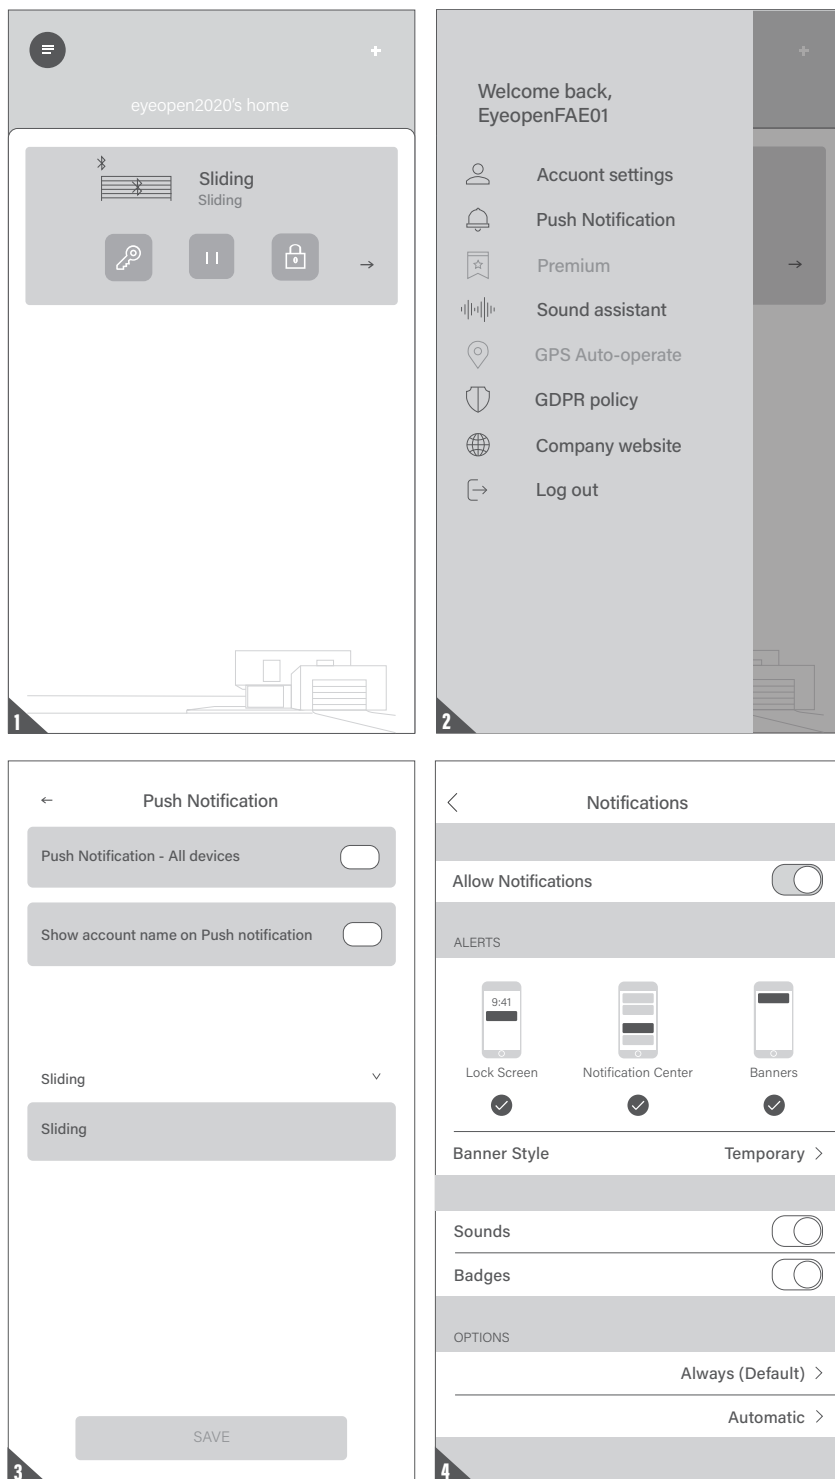 eyeopen2020's home
Sliding
Sliding
1
Welcome back,
EyeopenFAE01
Accuont settings
Push Notification
Premium
Sound assistant
GPS Auto-operate
GDPR policy
Company website
Log out
2
Push Notification
Push Notification - All devices
Show account name on Push notification
Sliding
Sliding
SAVE
3
Notifications
Allow Notifications
ALERTS
9:41
Lock Screen Notification Center Banners
Banner Style Temporary
Sounds
Badges
OPTIONS
Always (Default)
Automatic
4